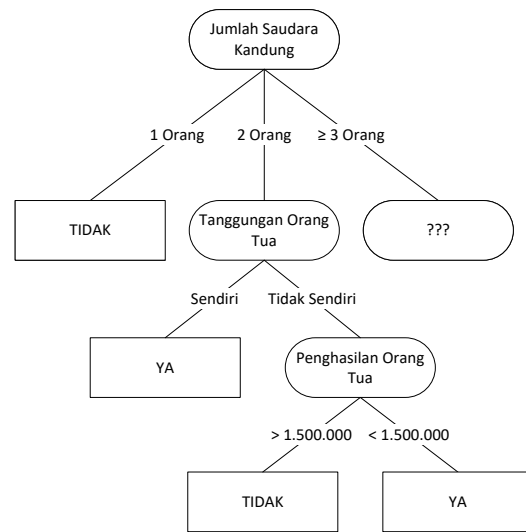 Jumlah Saudara
Kandung
1 Orang
2 Orang
≥ 3 Orang
TIDAK
Tanggungan Orang
Tua
???
Sendiri
Tidak Sendiri
YA
Penghasilan Orang
Tua
> 1.500.000
< 1.500.000
TIDAK
YA